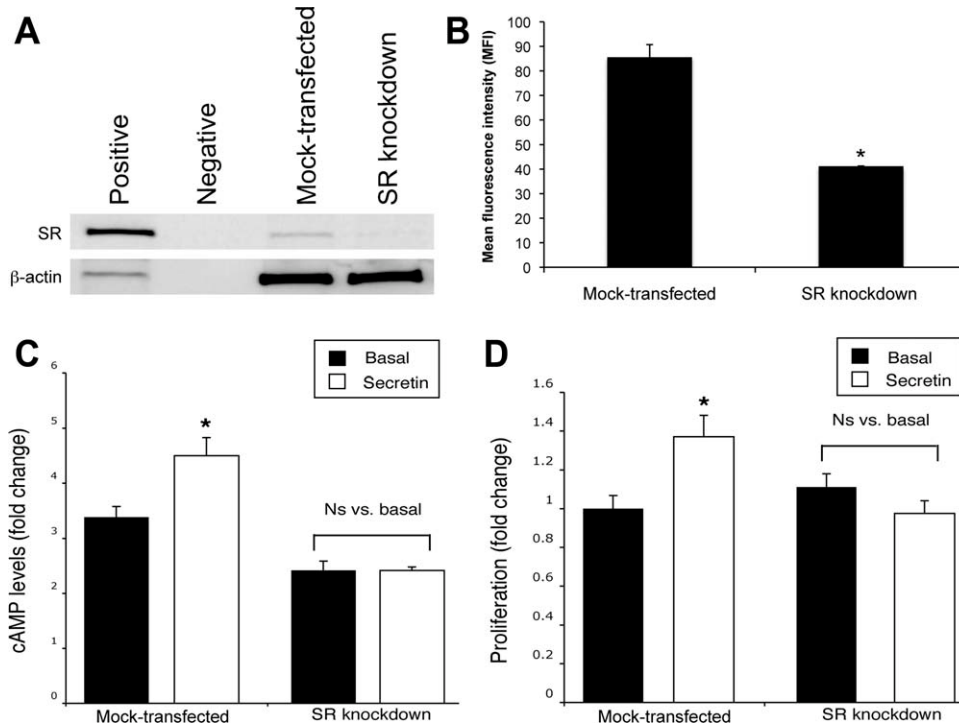 A
Positive
Negative
Mock-transfected
SR knockdown
SR
β-actin
B
Mean fluorescence intensity (MFI)
100
90
80
70
60
50
40
30
20
10
0
*
Mock-transfected
SR knockdown
C
Basal
Secretin
cAMP levels (fold change)
6
5
4
3
2
1
0
*
Ns vs. basal
Mock-transfected
SR knockdown
D
Basal
Secretin
Proliferation (fold change)
1.6
1.4
1.2
1
0.8
0.6
0.4
0.2
0
*
Ns vs. basal
Mock-transfected
SR knockdown